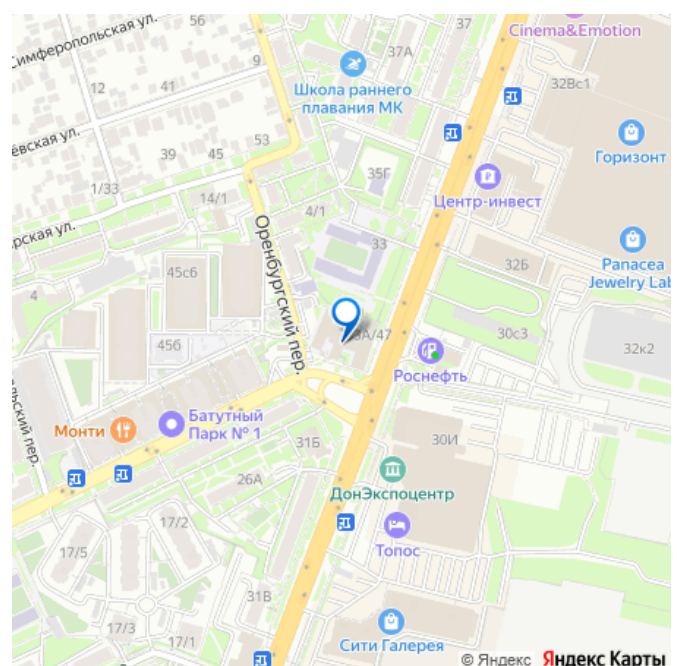 Симферопольская ул.
56
37А
37
Cinema&Emotion
9
12
41
Школа раннего
плавания МК
32Вс1
ёвская ул.
53
39
45
35Г
Горизонт
1/33
14/1
Центр-инвест
4/1
рская ул.
33
Оренбургский пер.
45с6
32Б
Panacea
Jewelry Lab
4
3А/47
30с3
456
32к2
Роснефть
льский пер.
Монти
Батутный
Парк № 1
31Б
30И
26А
ДонЭкспоцентр
17/2
Топос
17/5
31В
17/3
17/1
Сити Галерея
© Яндекс Яндекс Карты